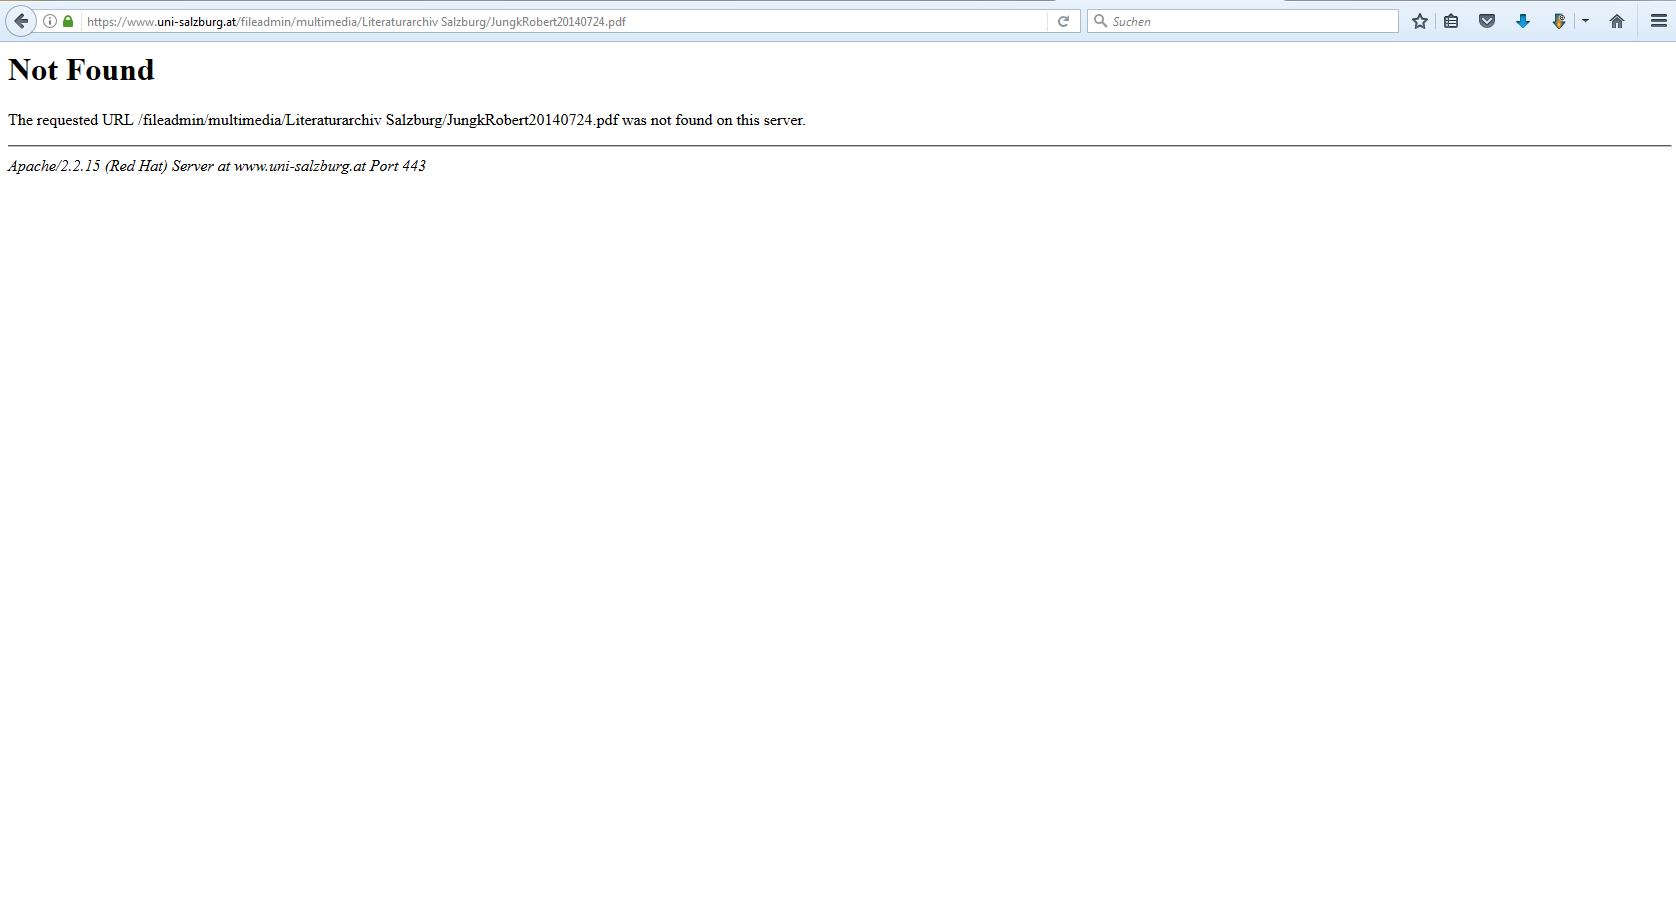 https://www.uni-salzburg.at/fileadmin/multimedia/Literaturarchiv Salzburg/JungkRobert20140724.pdf
Suchen
Not Found
The requested URL /fileadmin/multimedia/Literaturarchiv Salzburg/JungkRobert20140724.pdf was not found on this server.
Apache/2.2.15 (Red Hat) Server at www.uni-salzburg.at Port 443